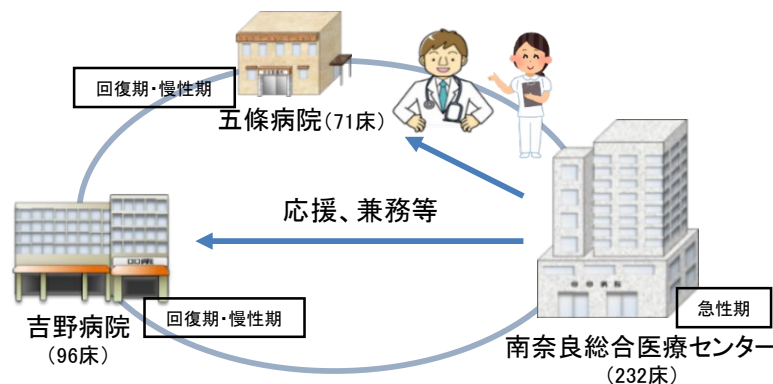 回復期・慢性期
五條病院(71床)
応援、兼務等
吉野病院
(96床)
回復期・慢性期
急性期
南奈良総合医療センター
(232床)